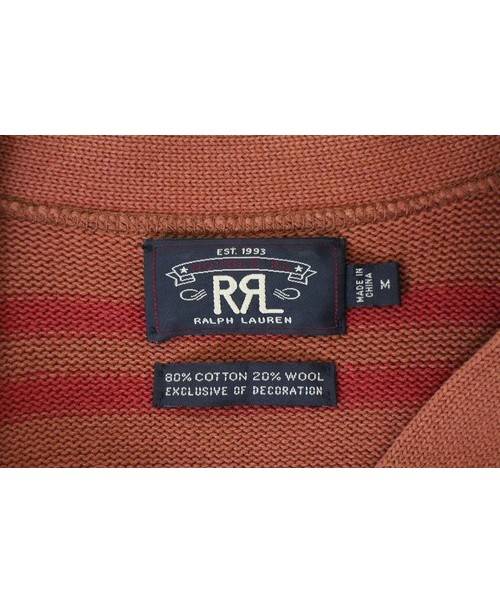 EST. 1993
RRL
RALPH LAUREN
MADE IN
CHINA
M
80% COTTON 20% WOOL
EXCLUSIVE OF DECORATION